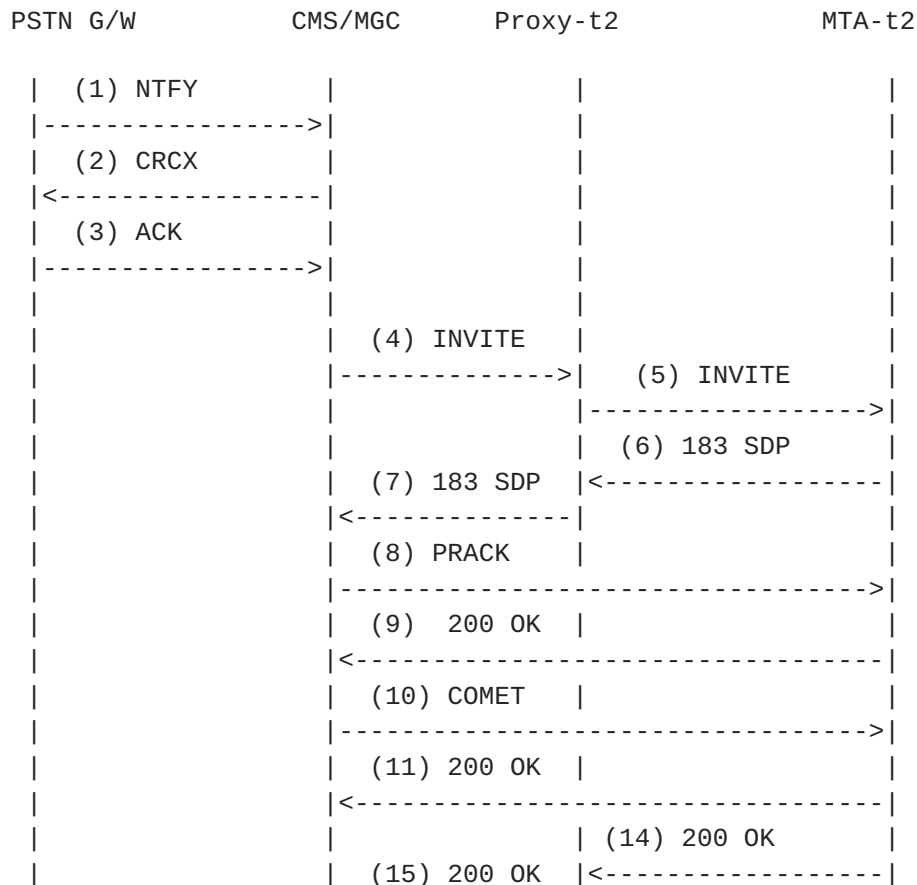 PSTN G/W          CMS/MGC      Proxy-t2             MTA-t2

 |  (1) NTFY        |               |                   |
 |----------------->|               |                   |
 |  (2) CRCX        |               |                   |
 |<-----------------|               |                   |
 |  (3) ACK         |               |                   |
 |----------------->|               |                   |
 |                  |               |                   |
 |                  |  (4) INVITE   |                   |
 |                  |-------------->|   (5) INVITE      |
 |                  |               |------------------>|
 |                  |               |  (6) 183 SDP      |
 |                  |  (7) 183 SDP  |<------------------|
 |                  |<--------------|                   |
 |                  |  (8) PRACK    |                   |
 |                  |---------------------------------->|
 |                  |  (9)  200 OK  |                   |
 |                  |<----------------------------------|
 |                  |  (10) COMET   |                   |
 |                  |---------------------------------->|
 |                  |  (11) 200 OK  |                   |
 |                  |<----------------------------------|
 |                  |               | (14) 200 OK       |
 |                  |  (15) 200 OK  |<------------------|